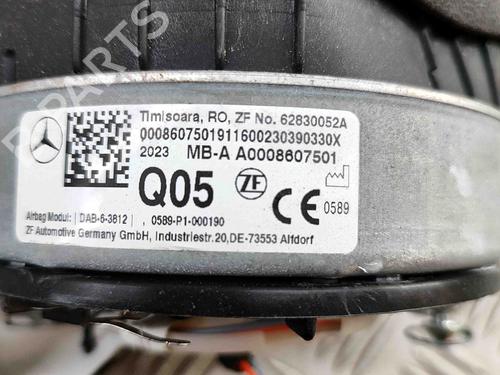 PARTS
Timisoara, RO, ZF No. 62830052A
0008607501911600230390330X
2023 MB-A A0008607501
Q05 ZF CE 0589
Airbag Modul: DAB-6-3812 , 0589-P1-000190
ZF Automotive Germany GmbH, Industriestr.20,DE-73553 Alfdorf